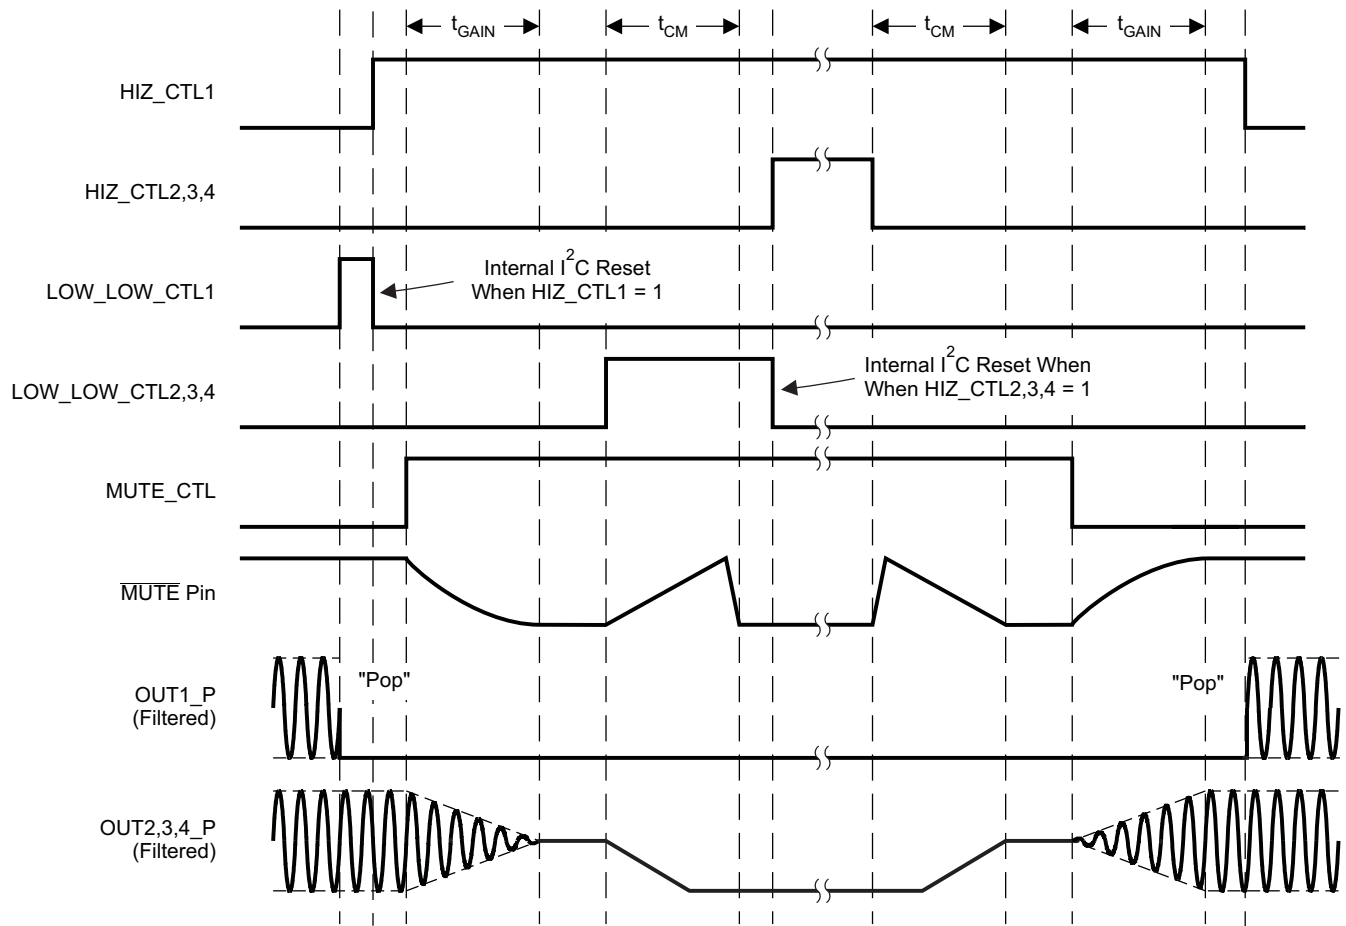 tGAIN
tCM
tCM
tGAIN
HIZ_CTL1
HIZ_CTL2,3,4
LOW_LOW_CTL1
Internal I2C Reset
When HIZ_CTL1 = 1
LOW_LOW_CTL2,3,4
Internal I2C Reset When
When HIZ_CTL2,3,4 = 1
MUTE_CTL
MUTE Pin
OUT1_P
(Filtered)
"Pop"
"Pop"
OUT2,3,4_P
(Filtered)